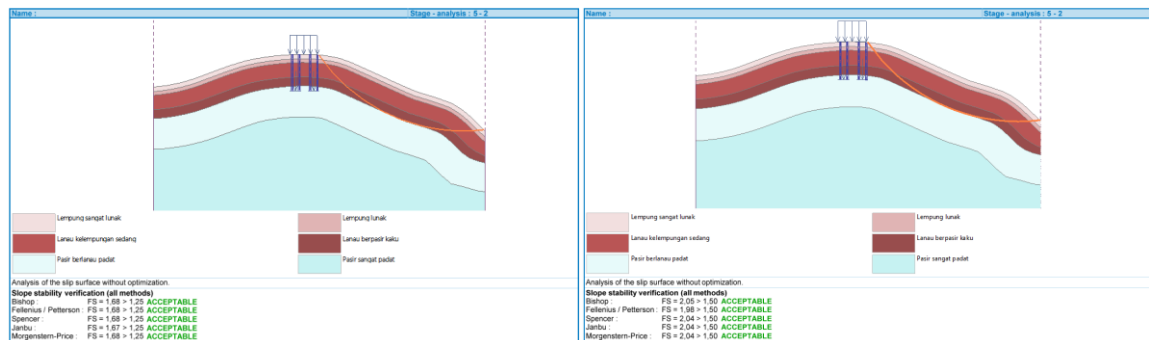 Name :
Stage - analysis : 5 - 2
Lempung sangat lunak
Lempung lunak
Lanau kelempungan sedang
Lanau berpasir kaku
Pasir berlanau padat
Pasir sangat padat
Analysis of the slip surface without optimization.
Slope stability verification (all methods)
Bishop : FS = 1,68 > 1,25 ACCEPTABLE
Fellenius / Petterson : FS = 1,68 > 1,25 ACCEPTABLE
Spencer : FS = 1,68 > 1,25 ACCEPTABLE
Janbu : FS = 1,67 > 1,25 ACCEPTABLE
Morgenstern-Price : FS = 1,68 > 1,25 ACCEPTABLE
Name :
Stage - analysis : 5 - 2
Lempung sangat lunak
Lempung lunak
Lanau kelempungan sedang
Lanau berpasir kaku
Pasir berlanau padat
Pasir sangat padat
Analysis of the slip surface without optimization.
Slope stability verification (all methods)
Bishop : FS = 2,05 > 1,50 ACCEPTABLE
Fellenius / Petterson : FS = 1,98 > 1,50 ACCEPTABLE
Spencer : FS = 2,04 > 1,50 ACCEPTABLE
Janbu : FS = 2,04 > 1,50 ACCEPTABLE
Morgenstern-Price : FS = 2,04 > 1,50 ACCEPTABLE